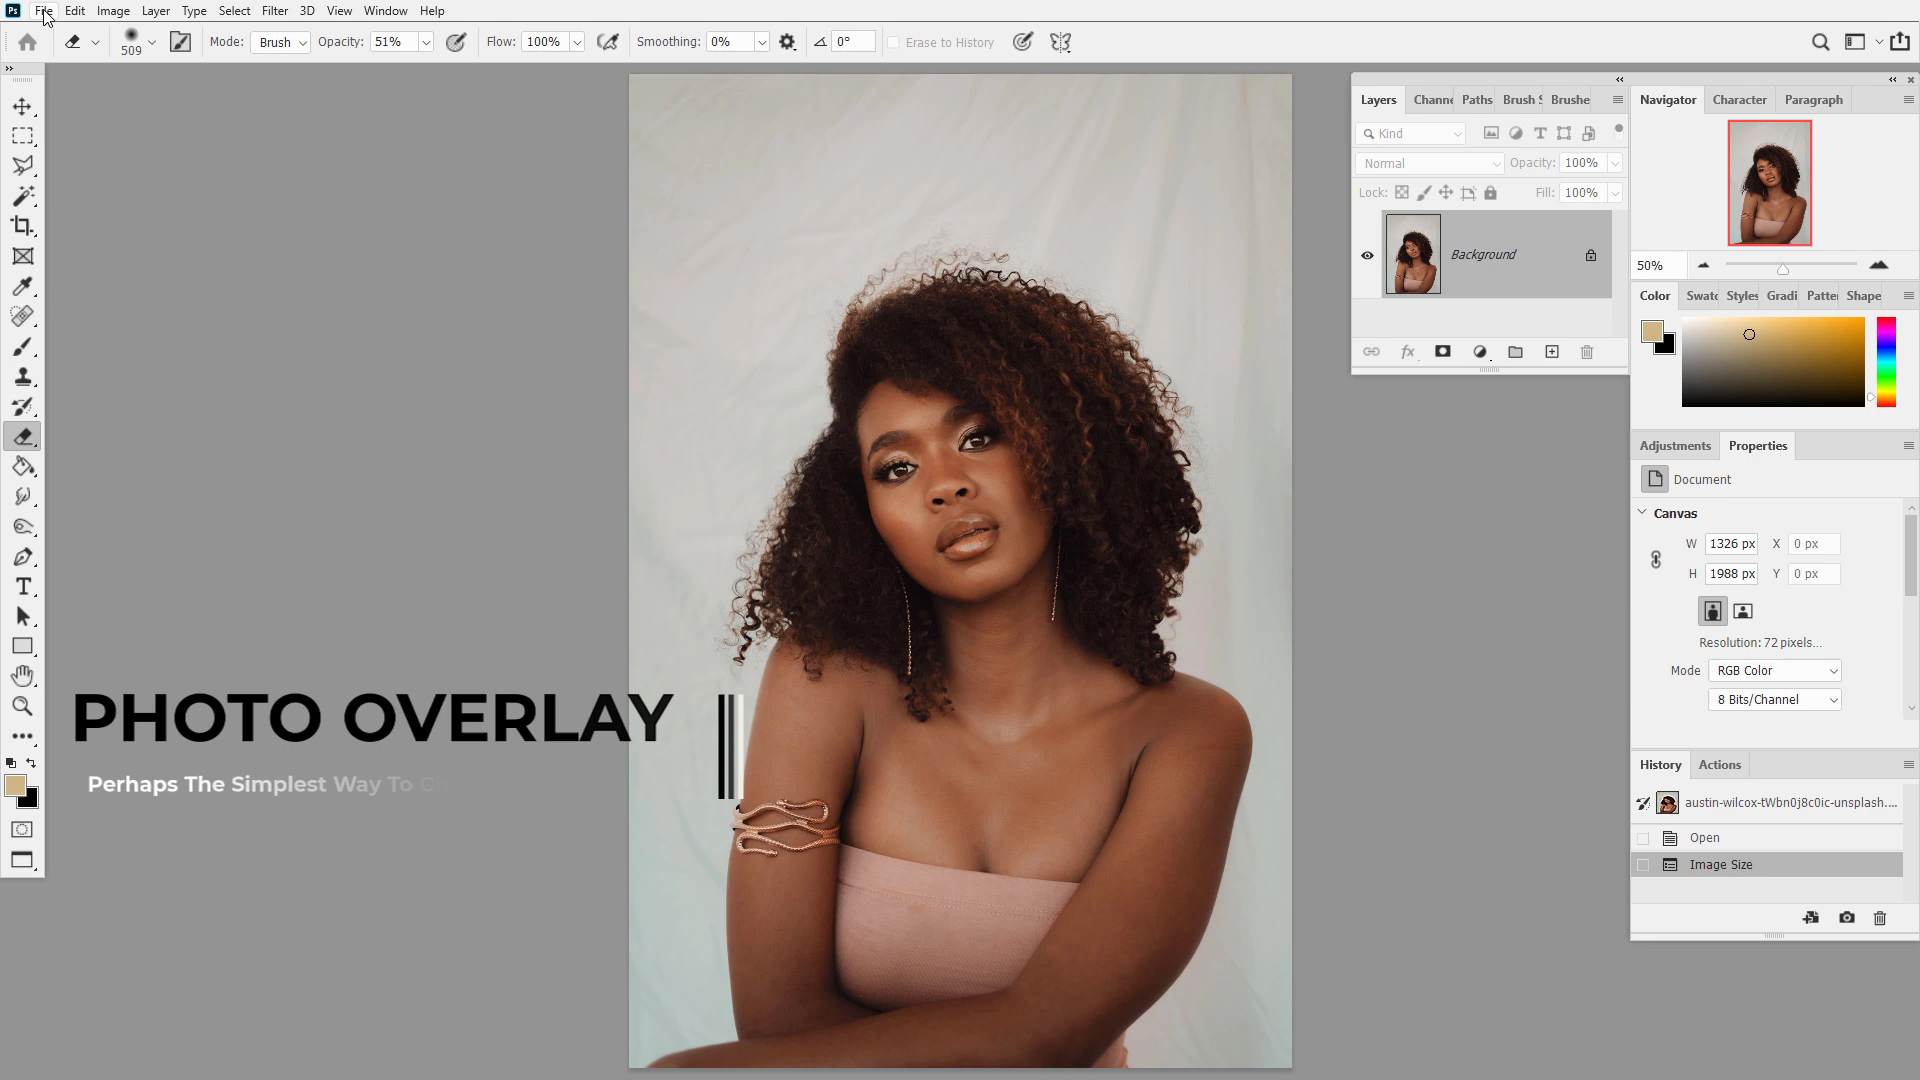 Ps File Edit Image Layer Type Select Filter 3D View Window Help
509 Mode: Brush Opacity: 51% Flow: 100% Smoothing: 0% 0° Erase to History
Layers Channe Paths Brush S Brushe
Kind
Normal Opacity: 100%
Lock: Fill: 100%
Background
fx
Navigator Character Paragraph
50%
Color Swatc Styles Gradi Patte Shape
Adjustments Properties
Document
Canvas
W 1326 px X 0 px
H 1988 px Y 0 px
Resolution: 72 pixels...
Mode RGB Color
8 Bits/Channel
History Actions
austin-wilcox-tWbn0j8c0ic-unsplash....
Open
Image Size
PHOTO OVERLAY
Perhaps The Simplest Way To Ch